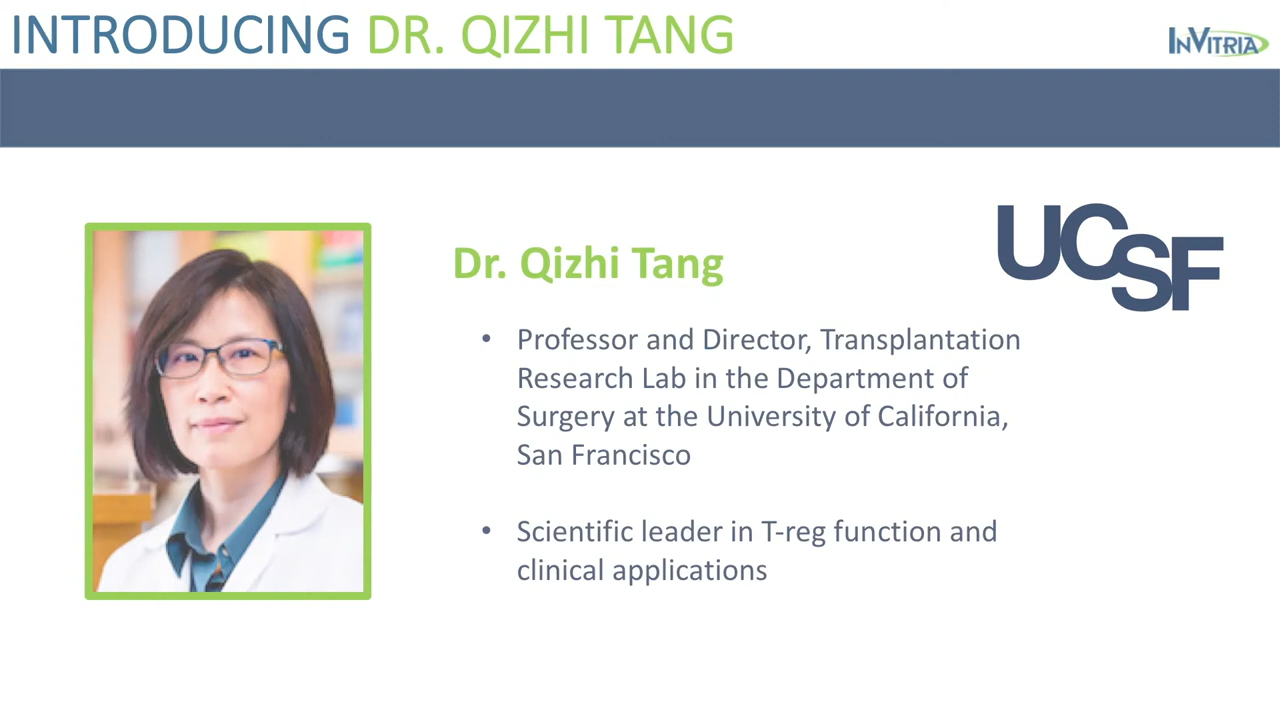 INTRODUCING DR. QIZHI TANG
INVITRIA
UCSF
Dr. Qizhi Tang
• Professor and Director, Transplantation
Research Lab in the Department of
Surgery at the University of California,
San Francisco
• Scientific leader in T-reg function and
clinical applications